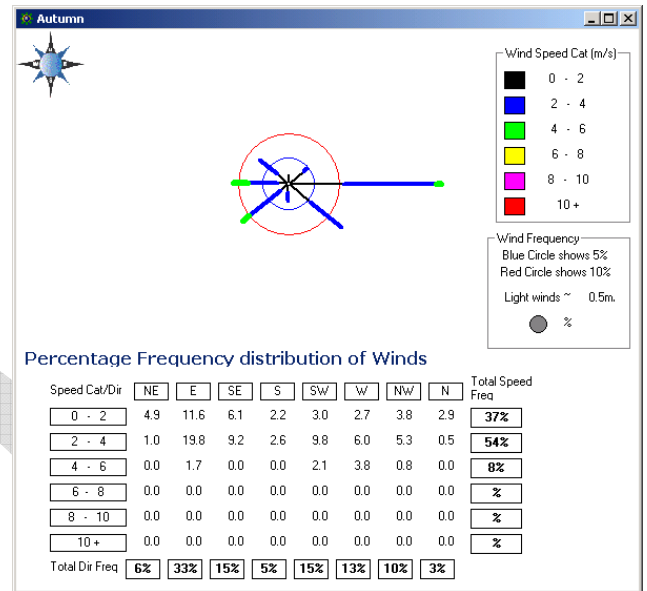 Autumn
Wind Speed Cat (m/s)
0 - 2
2 - 4
4 - 6
6 - 8
8 - 10
10 +
Wind Frequency
Blue Circle shows 5%
Red Circle shows 10%
Light winds ~ 0.5m.
%
Percentage Frequency distribution of Winds
Speed Cat/Dir NE E SE S SW W NW N Total Speed Freq
0 - 2 4.9 11.6 6.1 2.2 3.0 2.7 3.8 2.9 37%
2 - 4 1.0 19.8 9.2 2.6 9.8 6.0 5.3 0.5 54%
4 - 6 0.0 1.7 0.0 0.0 2.1 3.8 0.8 0.0 8%
6 - 8 0.0 0.0 0.0 0.0 0.0 0.0 0.0 0.0 %
8 - 10 0.0 0.0 0.0 0.0 0.0 0.0 0.0 0.0 %
10 + 0.0 0.0 0.0 0.0 0.0 0.0 0.0 0.0 %
Total Dir Freq 6% 33% 15% 5% 15% 13% 10% 3%